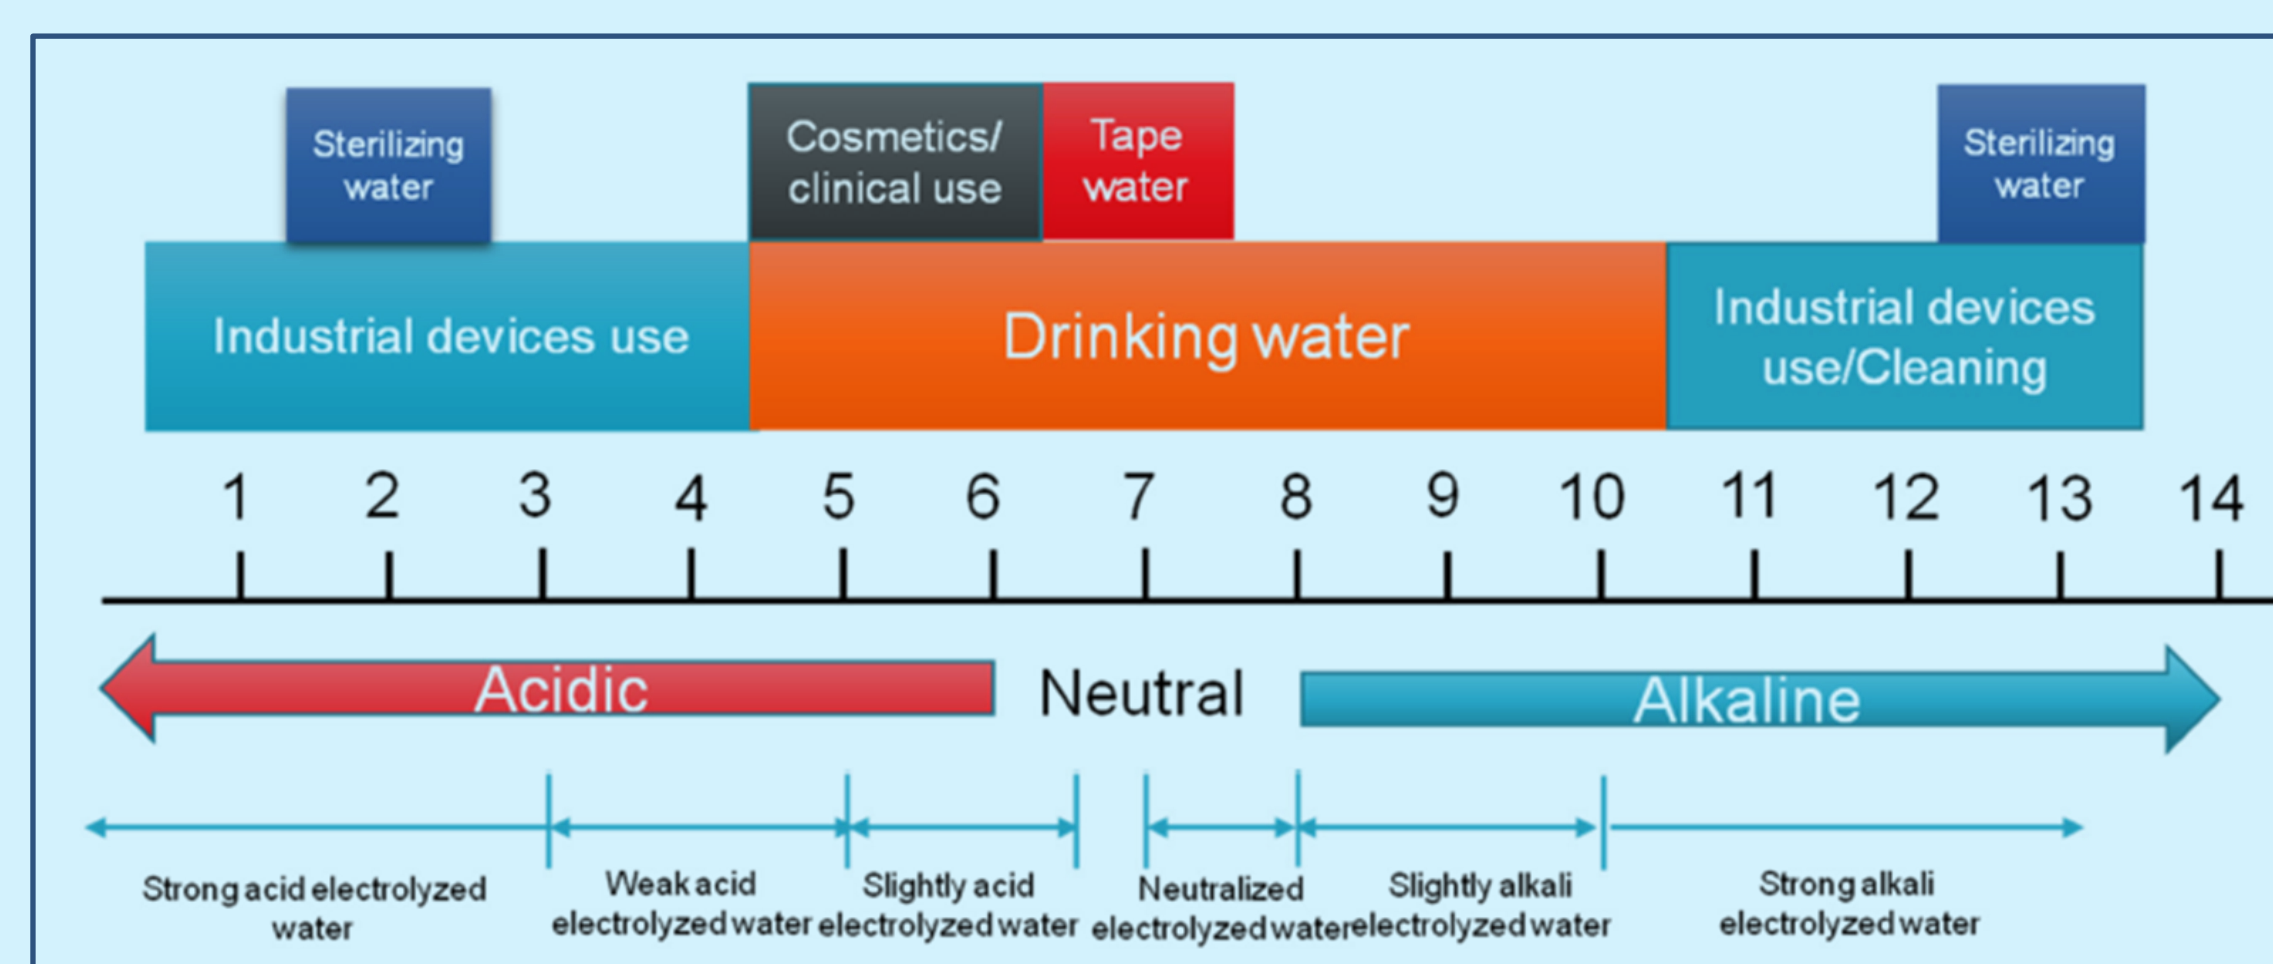 Sterilizing
water
Cosmetics/
clinical use
Tape
water
Sterilizing
water
Industrial devices use
Drinking water
Industrial devices
use/Cleaning
1 2 3 4 5 6 7 8 9 10 11 12 13 14
Acidic
Neutral
Alkaline
Strong acid electrolyzed
water
Weak acid
electrolyzed water
Slightly acid
electrolyzed water
Neutralized
electrolyzed water
Slightly alkali
electrolyzed water
Strong alkali
electrolyzed water